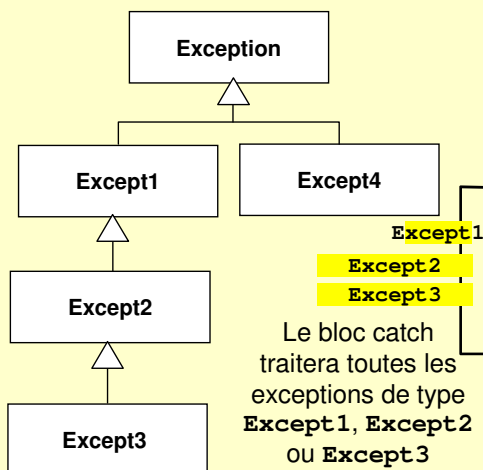 Exception
Except1
Except4
Except1
Except2
Except2
Except3
Le bloc catch
traitera toutes les
exceptions de type
Except1, Except2
ou Except3
Except3